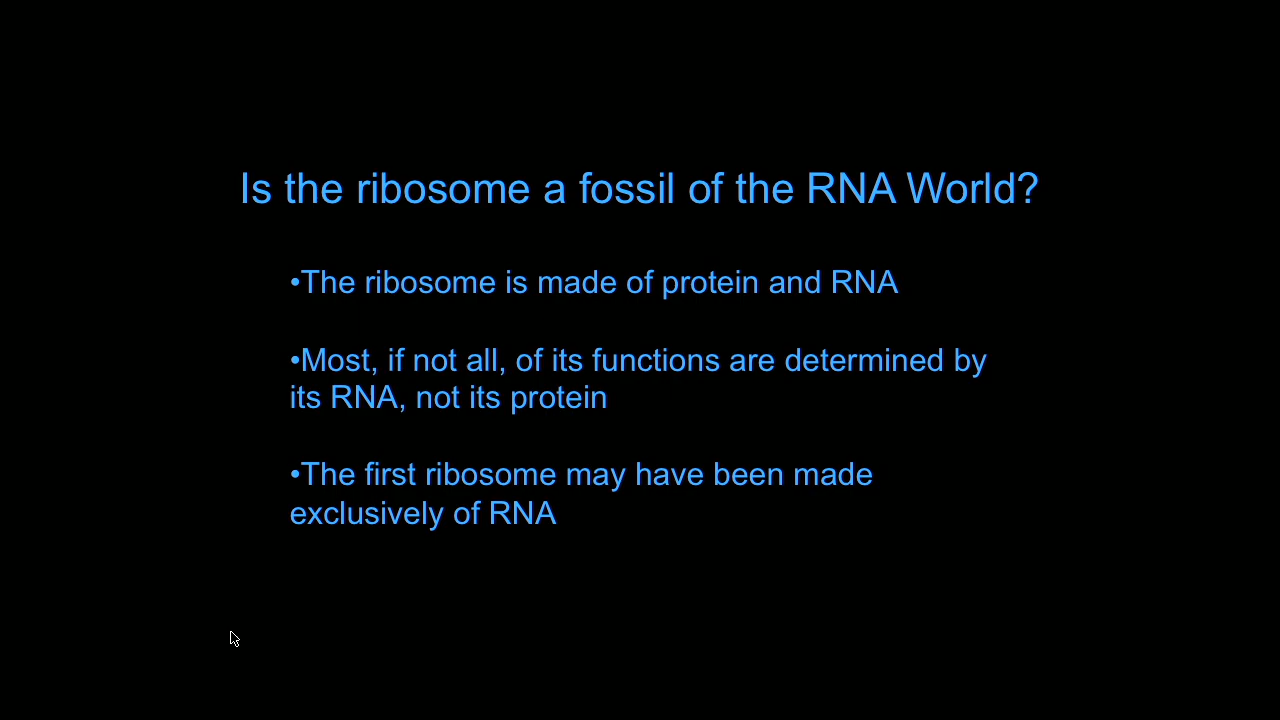 Is the ribosome a fossil of the RNA World?
•The ribosome is made of protein and RNA
•Most, if not all, of its functions are determined by
its RNA, not its protein
•The first ribosome may have been made
exclusively of RNA